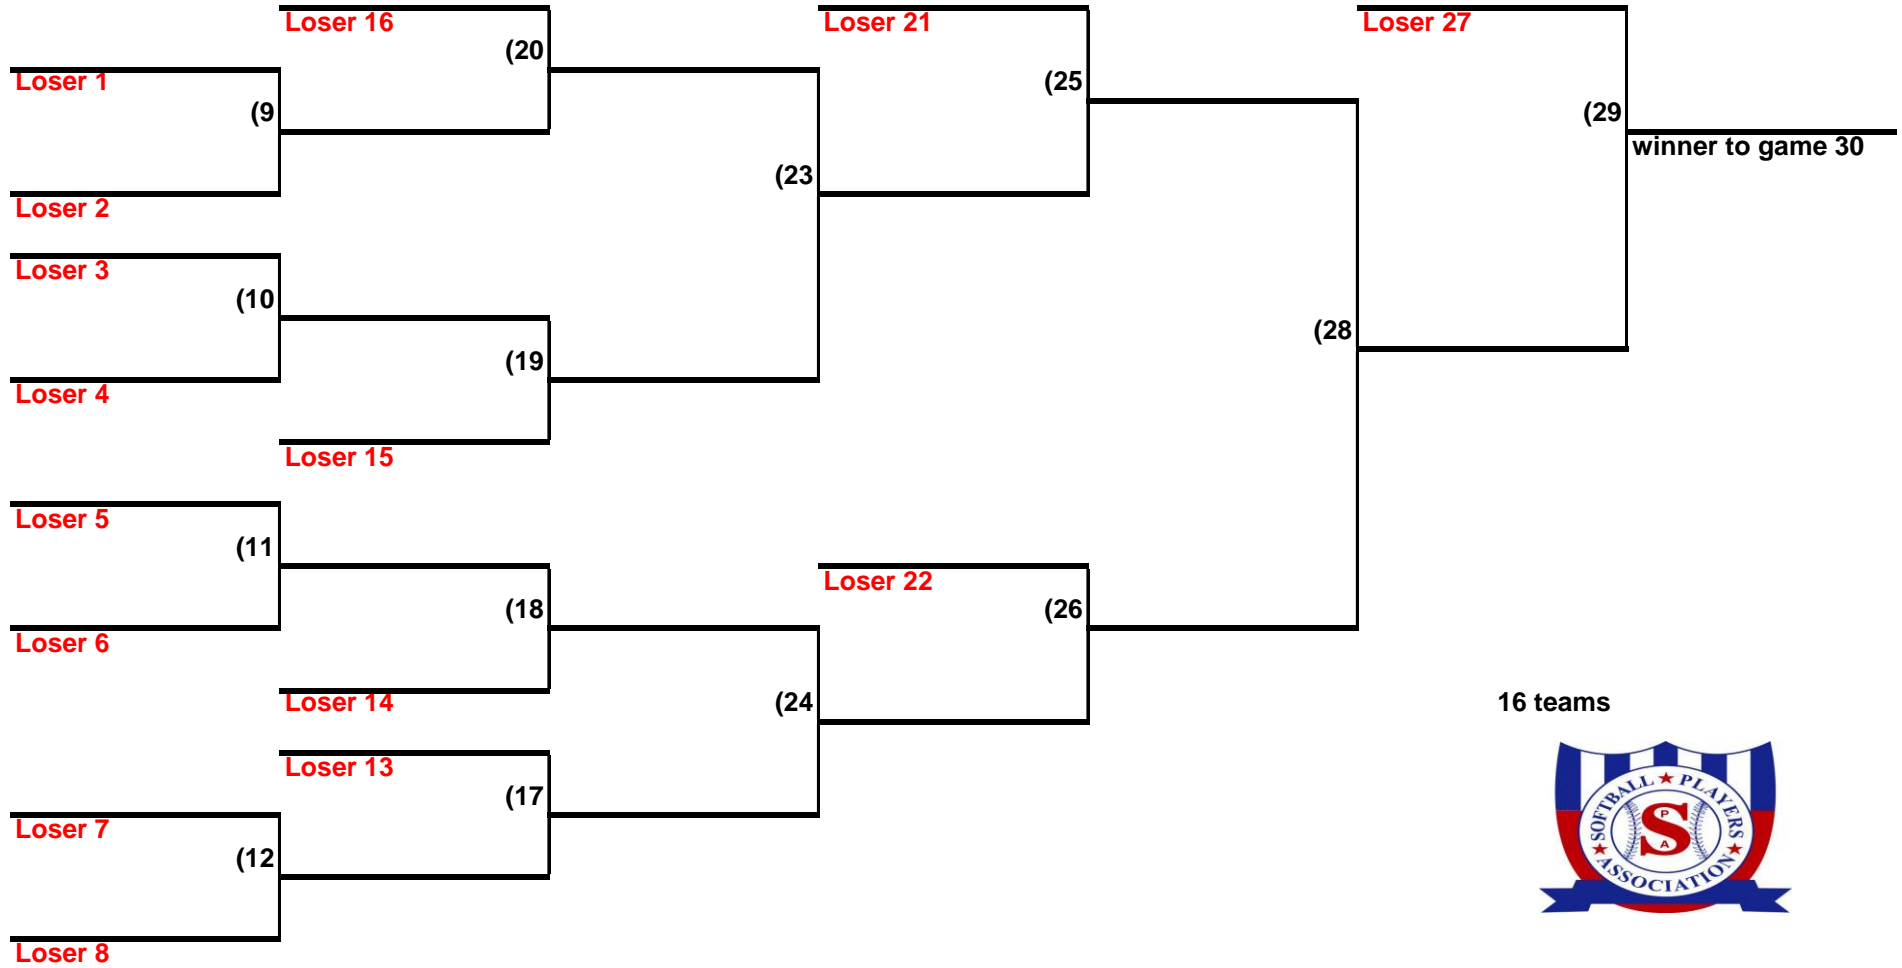 Loser 16
Loser 21
Loser 27
(20
Loser 1
(25
(9
(29
winner to game 30
(23
Loser 2
Loser 3
(10
(28
(19
Loser 4
Loser 15
Loser 5
(11
Loser 22
(18
(26
Loser 6
Loser 14
(24
16 teams
Loser 13
(17
Loser 7
(12
Loser 8
SOFTBALL ★ PLAYERS
P
S
A
★ ASSOCIATION ★